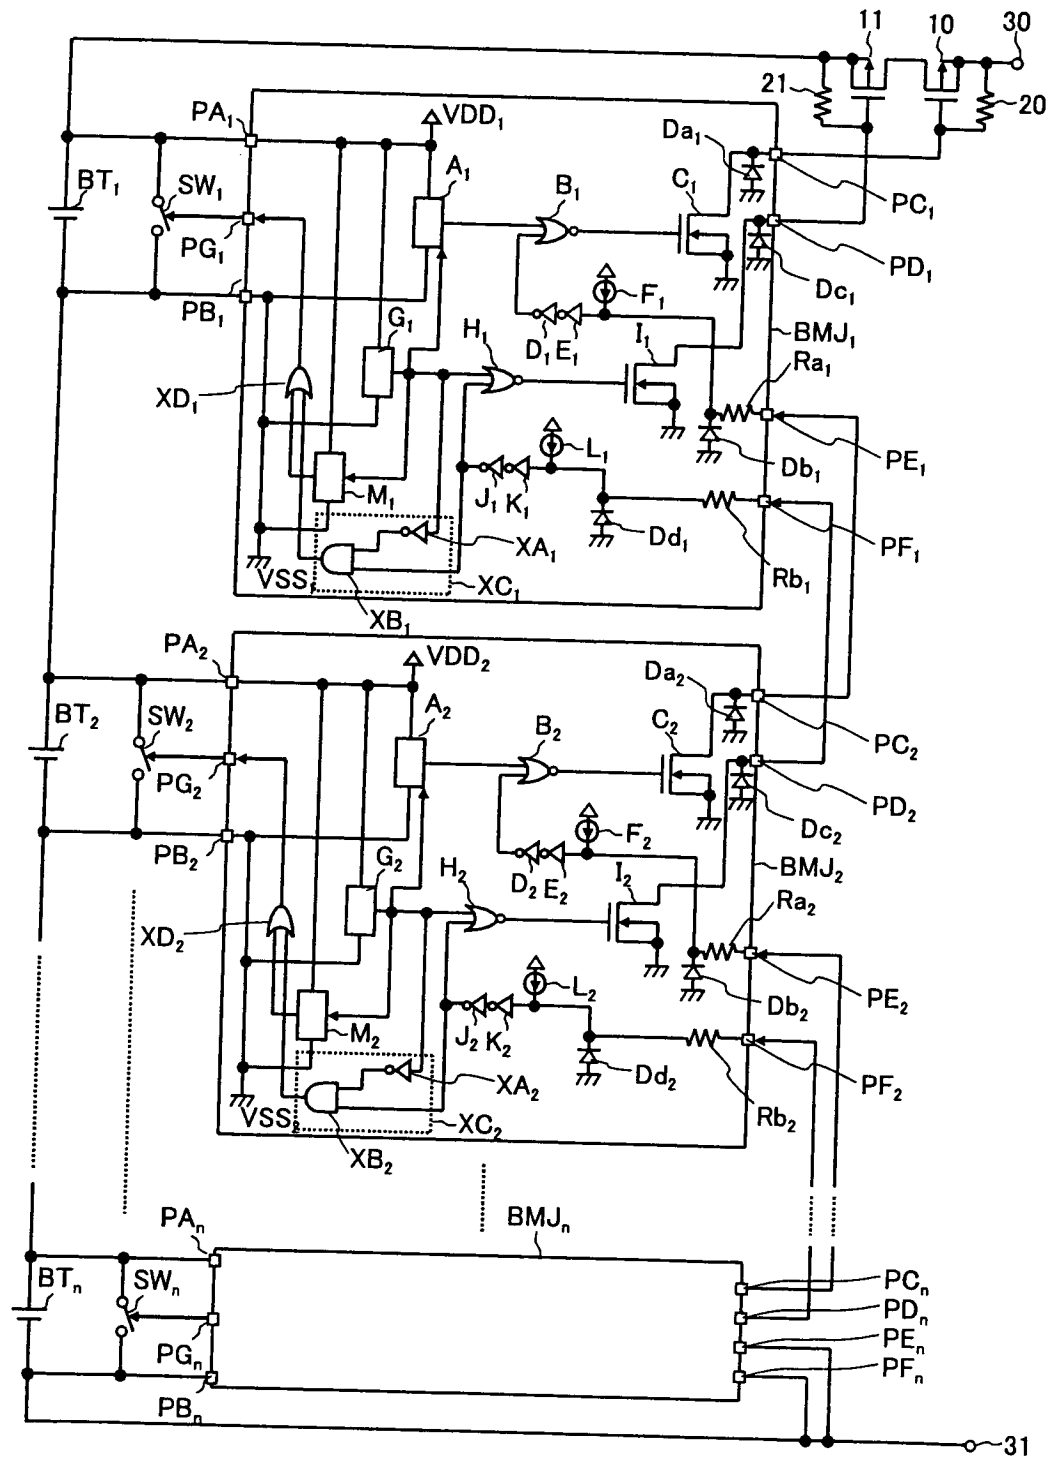 11
10
30
21
20
PA1
VDD1
Da1
A1
C1
BT1
SW1
B1
PC1
PG1
PD1
F1
Dc1
PB1
G1
D1 E1
BMJ1
H1
I1
Ra1
XD1
L1
Db1
PE1
M1
J1 K1
XA1
Dd1
PF1
VSS1
XC1
Rb1
XB1
PA2
VDD2
Da2
A2
C2
BT2
SW2
B2
PC2
PG2
PD2
F2
Dc2
PB2
G2
D2 E2
BMJ2
H2
I2
Ra2
XD2
L2
Db2
PE2
M2
J2 K2
XA2
Dd2
PF2
VSS2
XC2
Rb2
XB2
PAn
BMJn
BTn
SWn
PCn
PDn
PGn
PEn
PFn
PBn
31